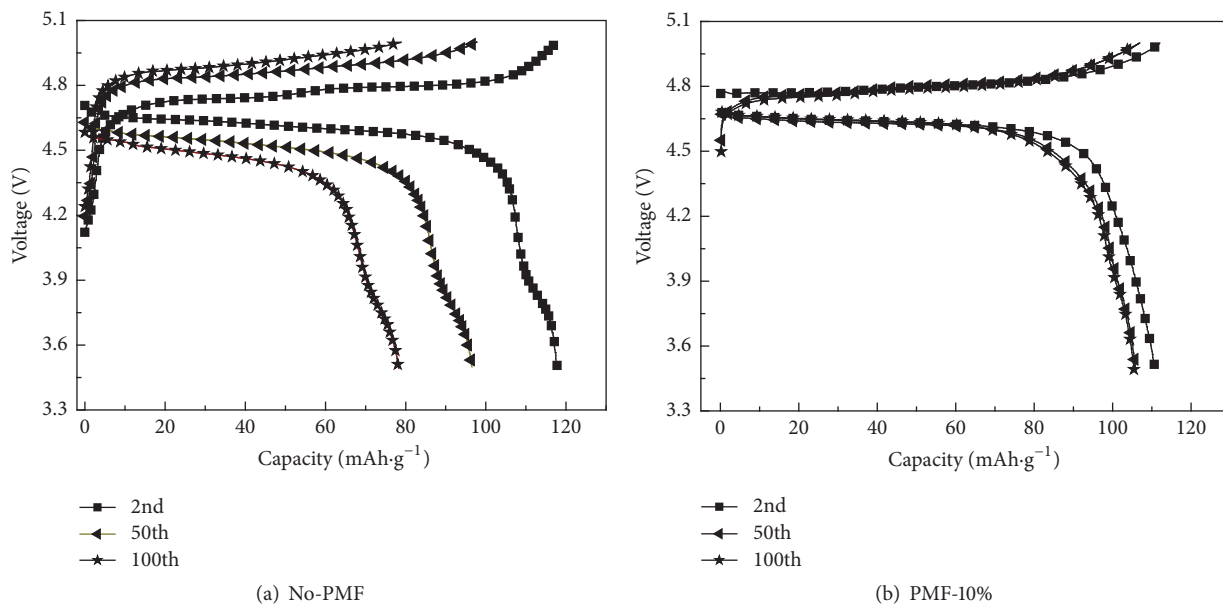 5.1
4.8
4.5
4.2
3.9
3.6
3.3
Voltage (V)
0 20 40 60 80 100 120
Capacity (mAh·g⁻¹)
2nd
50th
100th
(a) No-PMF
5.1
4.8
4.5
4.2
3.9
3.6
3.3
Voltage (V)
0 20 40 60 80 100 120
Capacity (mAh·g⁻¹)
2nd
50th
100th
(b) PMF-10%